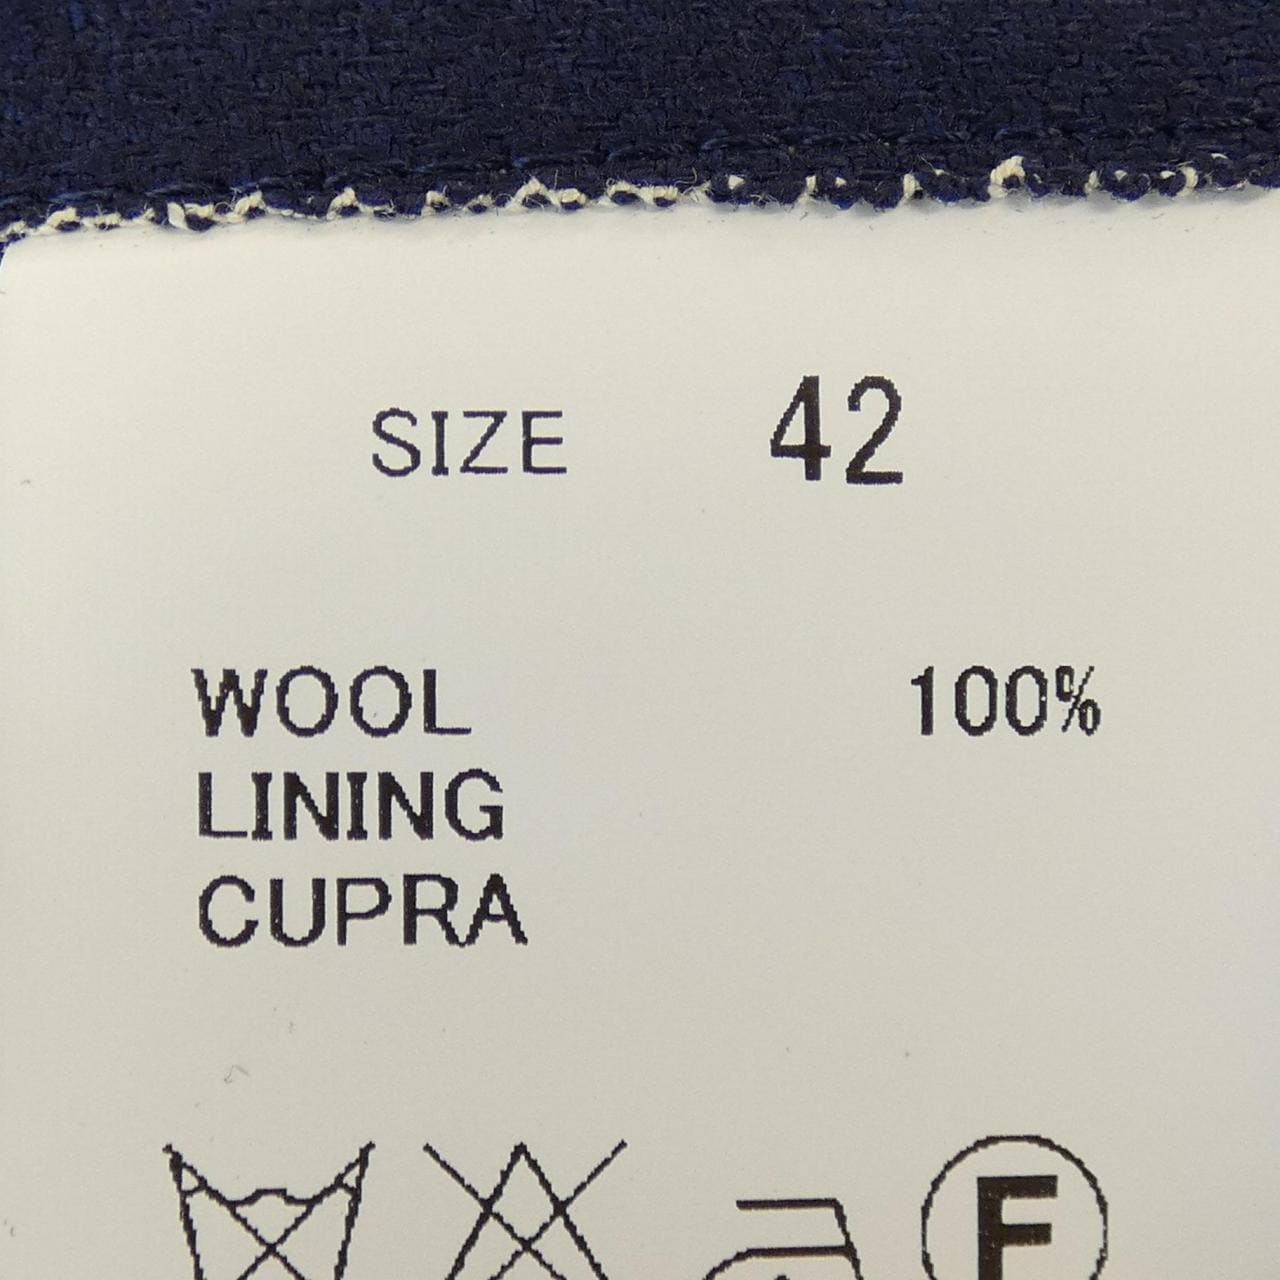 SIZE 42
WOOL 100%
LINING
CUPRA
F